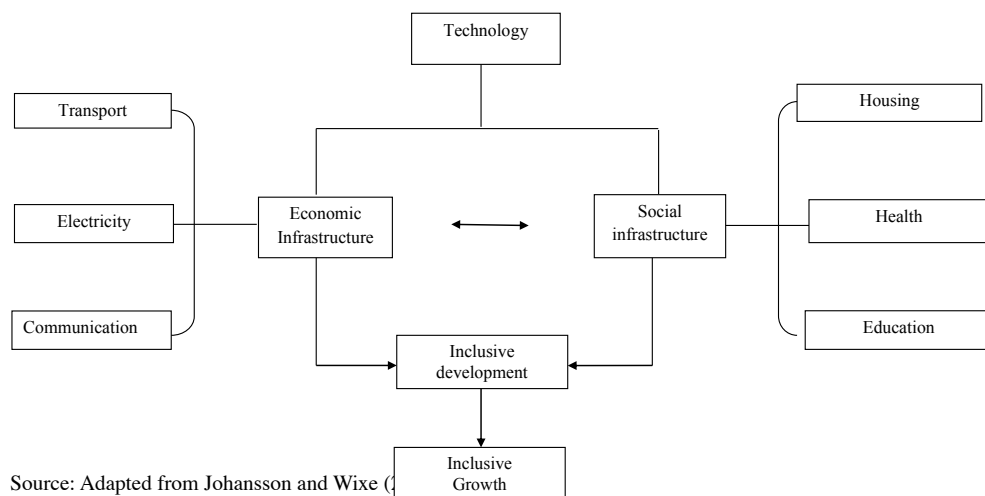 Technology
Transport
Housing
Electricity
Economic
Infrastructure
Social
infrastructure
Health
Communication
Inclusive
development
Education
Inclusive
Growth
Source: Adapted from Johansson and Wixe (